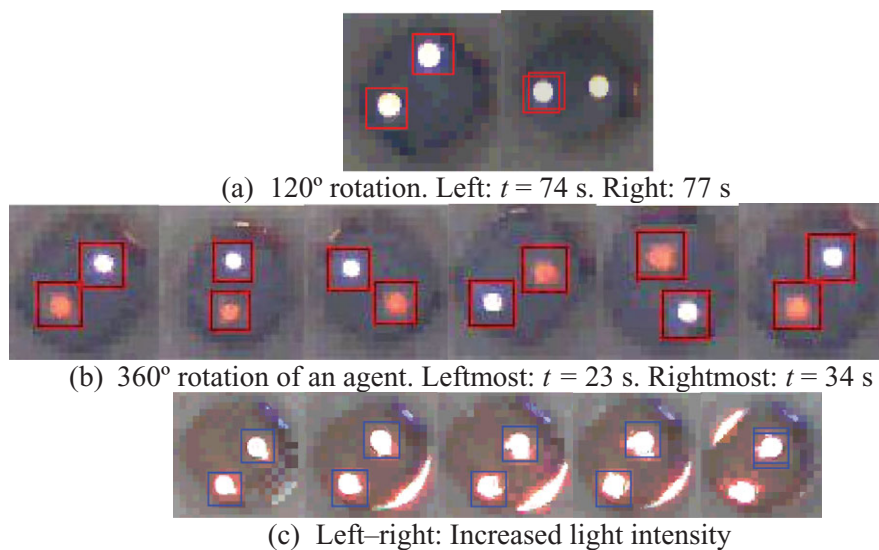 (a) 120º rotation. Left: t = 74 s. Right: 77 s
(b) 360º rotation of an agent. Leftmost: t = 23 s. Rightmost: t = 34 s
(c) Left–right: Increased light intensity